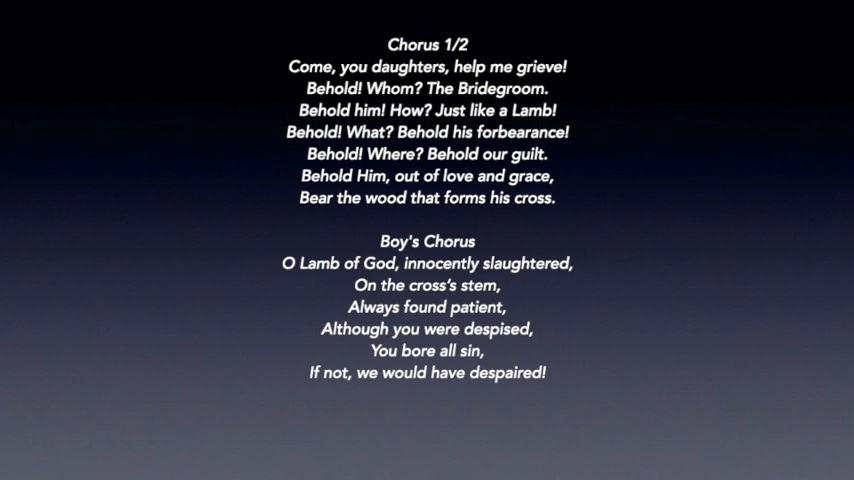 Chorus 1/2
Come, you daughters, help me grieve!
Behold! Whom? The Bridegroom.
Behold him! How? Just like a Lamb!
Behold! What? Behold his forbearance!
Behold! Where? Behold our guilt.
Behold Him, out of love and grace,
Bear the wood that forms his cross.
Boy's Chorus
O Lamb of God, innocently slaughtered,
On the cross’s stem,
Always found patient,
Although you were despised,
You bore all sin,
If not, we would have despaired!